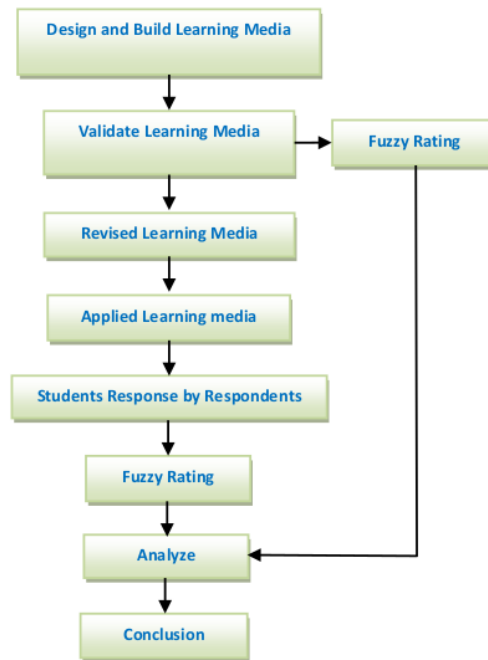 Design and Build Learning Media
Validate Learning Media
Fuzzy Rating
Revised Learning Media
Applied Learning media
Students Response by Respondents
Fuzzy Rating
Analyze
Conclusion